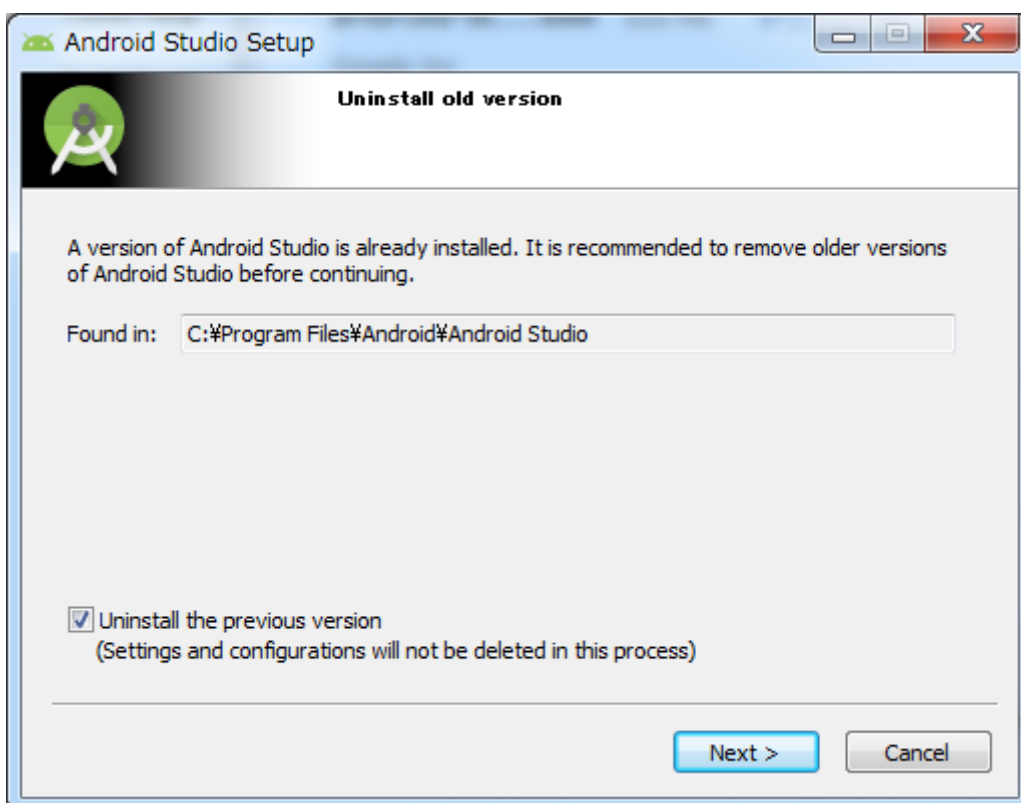 Android Studio Setup
Uninstall old version
A version of Android Studio is already installed. It is recommended to remove older versions
of Android Studio before continuing.
Found in: C:¥Program Files¥Android¥Android Studio
Uninstall the previous version
(Settings and configurations will not be deleted in this process)
Next > Cancel